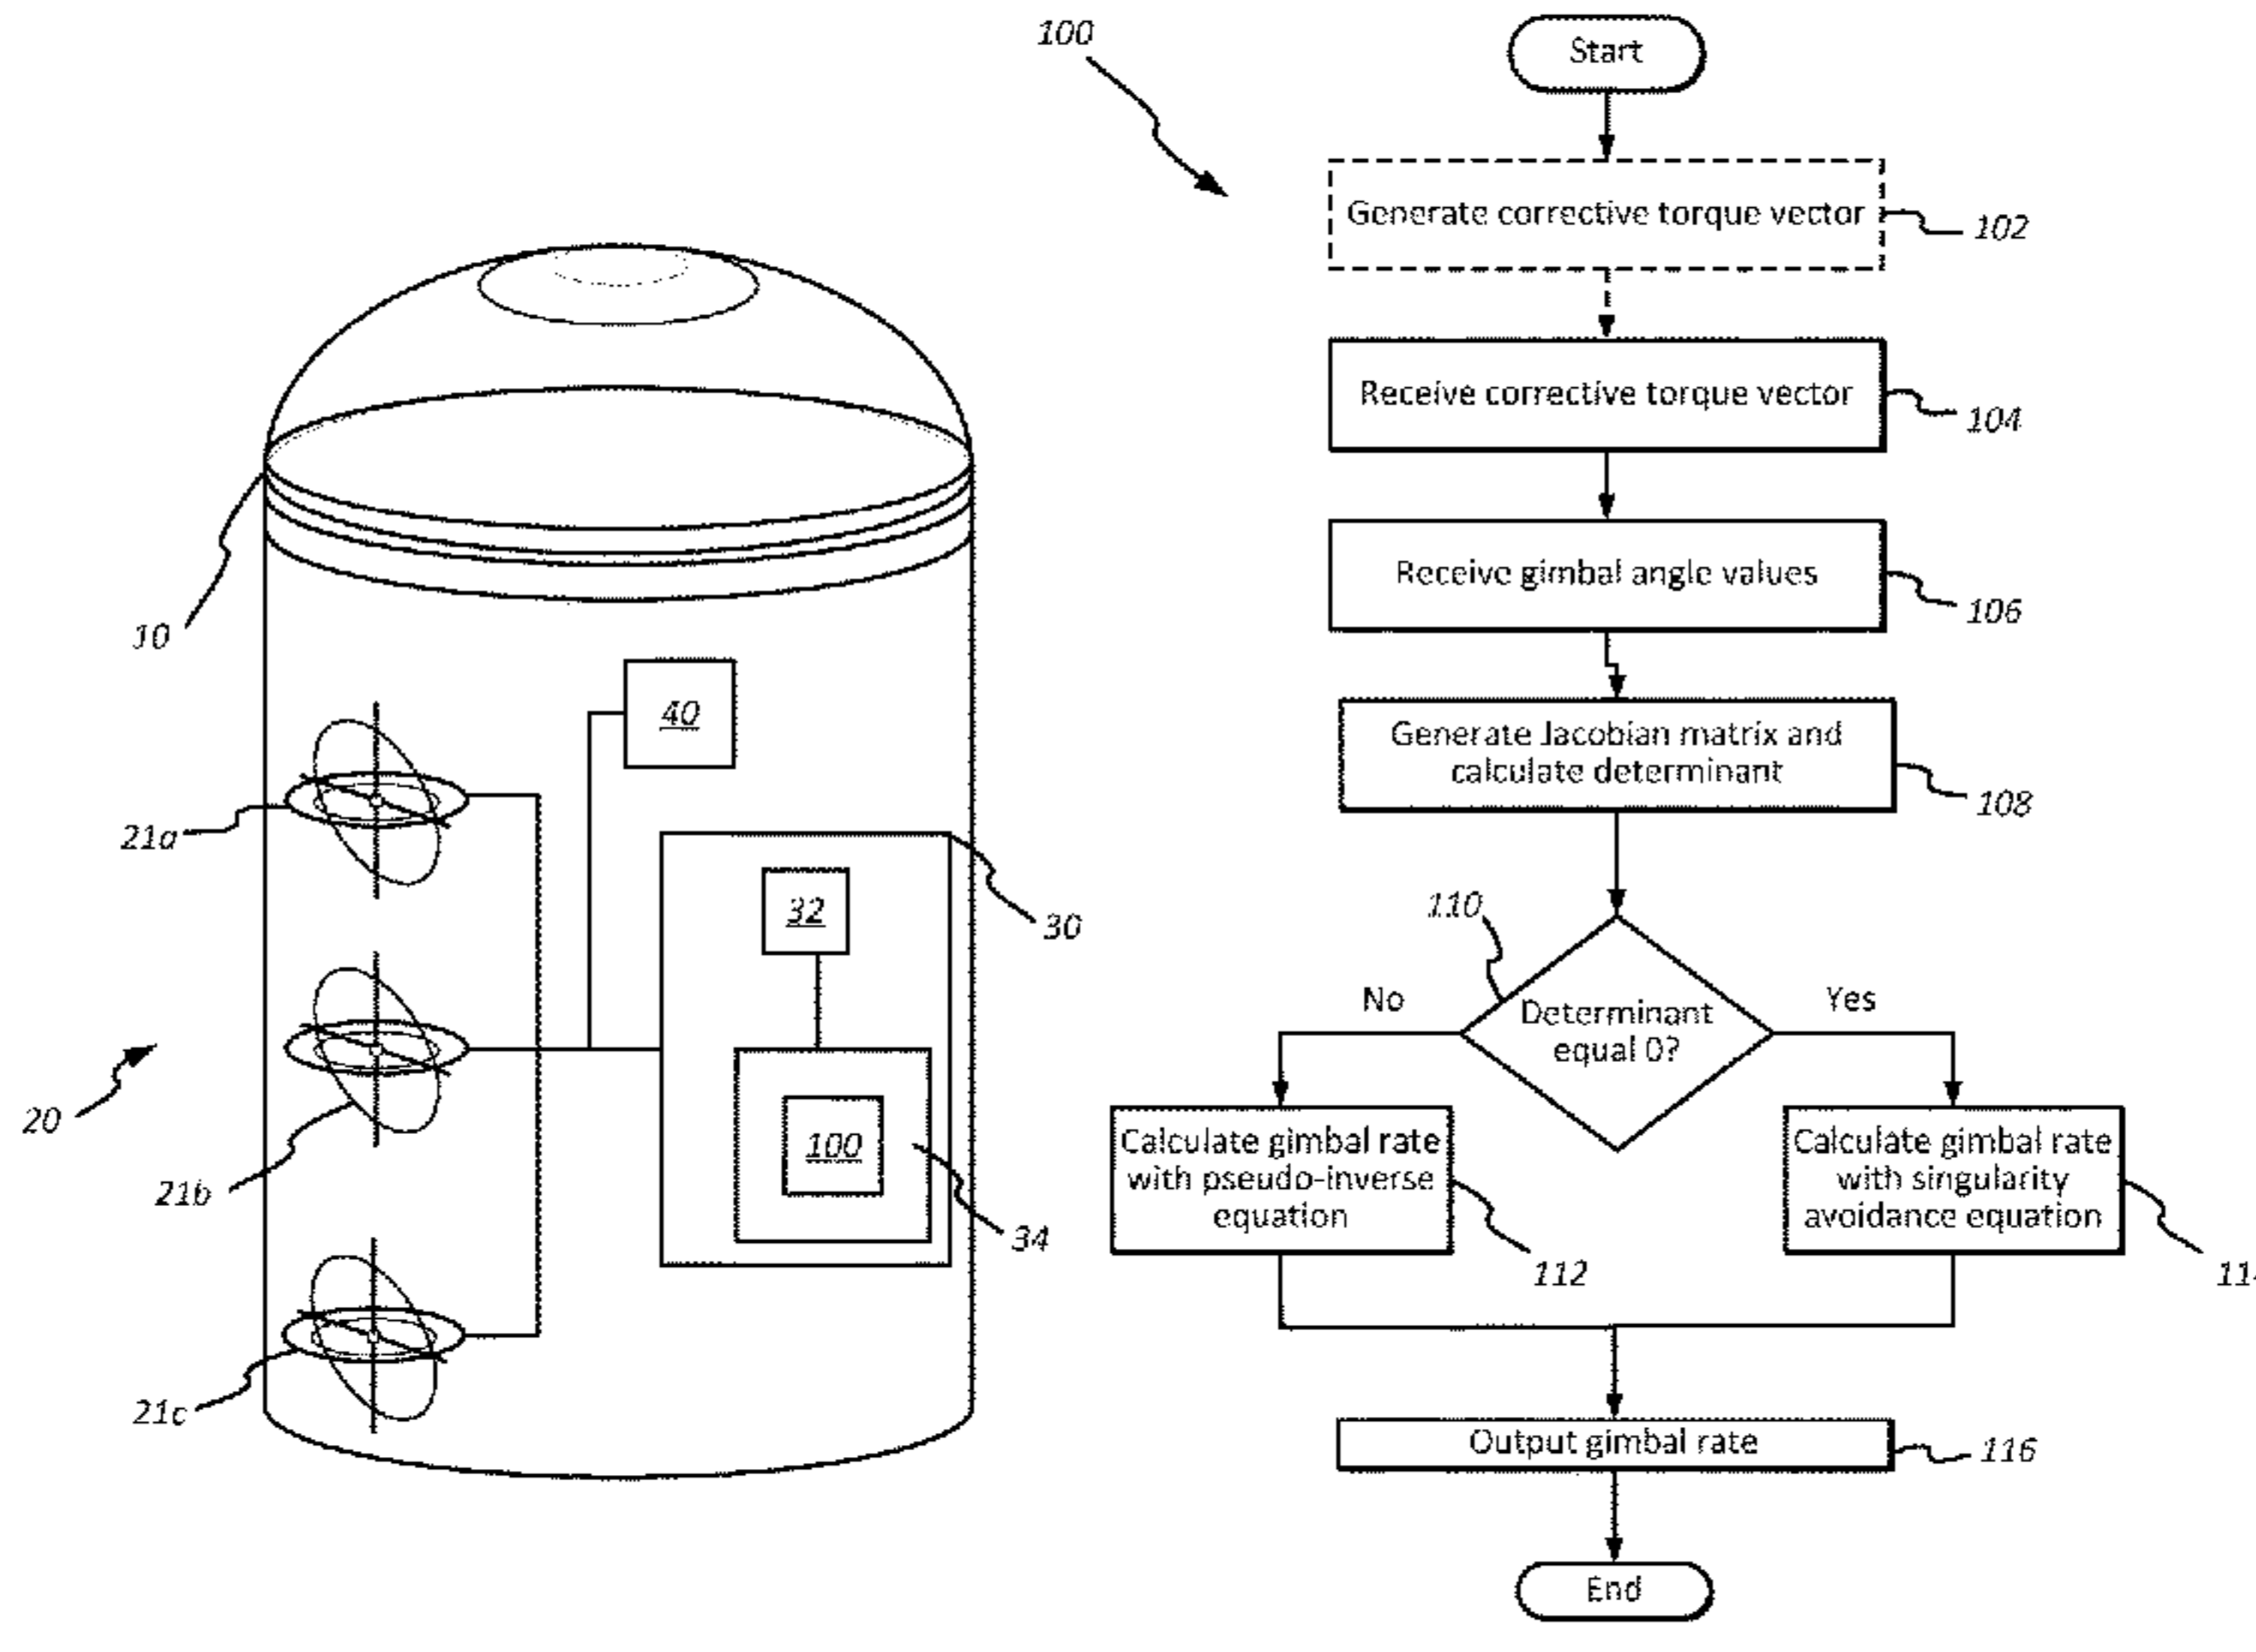 10
20
21a
21b
21c
40
32
100
30
34
100
Start
Generate corrective torque vector
102
Receive corrective torque vector
104
Receive gimbal angle values
106
Generate Jacobian matrix and
calculate determinant
108
110
Determinant
equal 0?
No
Yes
Calculate gimbal rate
with pseudo-inverse
equation
112
Calculate gimbal rate
with singularity
avoidance equation
Output gimbal rate
116
End